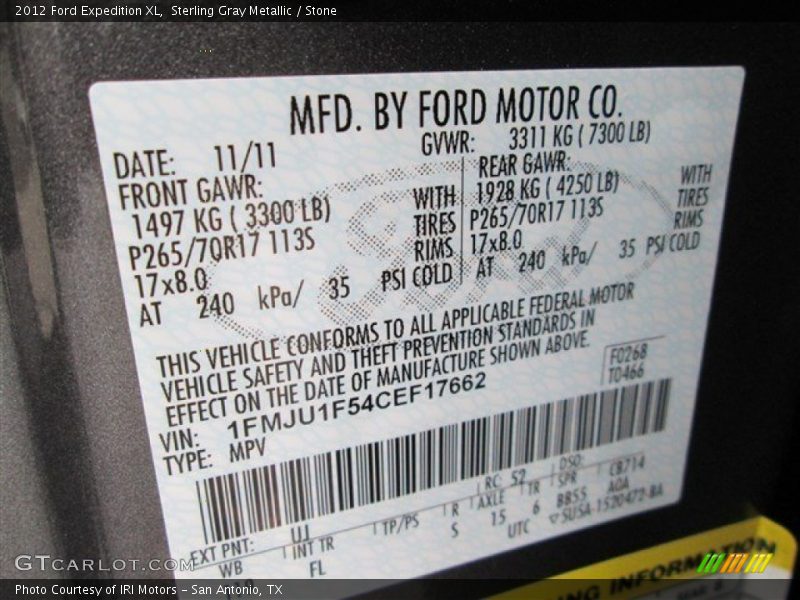 2012 Ford Expedition XL, Sterling Gray Metallic / Stone
MFD. BY FORD MOTOR CO.
DATE: 11/11 GVWR: 3311 KG ( 7300 LB)
FRONT GAWR: REAR GAWR:
1497 KG ( 3300 LB) WITH 1928 KG ( 4250 LB) WITH
P265/70R17 113S TIRES P265/70R17 113S TIRES
17x8.0 RIMS 17x8.0 RIMS
AT 240 kPa/ 35 PSI COLD AT 240 kPa/ 35 PSI COLD
THIS VEHICLE CONFORMS TO ALL APPLICABLE FEDERAL MOTOR
VEHICLE SAFETY AND THEFT PREVENTION STANDARDS IN
EFFECT ON THE DATE OF MANUFACTURE SHOWN ABOVE.
F0268
T0466
VIN: 1FMJU1F54CEF17662
TYPE: MPV
EXT PNT: UJ RC: 52 DSO:
WB INT TR TP/PS R AXLE TR SPR CB714
FL S 15 6 BB55 AOA
UTC
INFORMATION
GTCARLOT.COM
Photo Courtesy of IRI Motors – San Antonio, TX